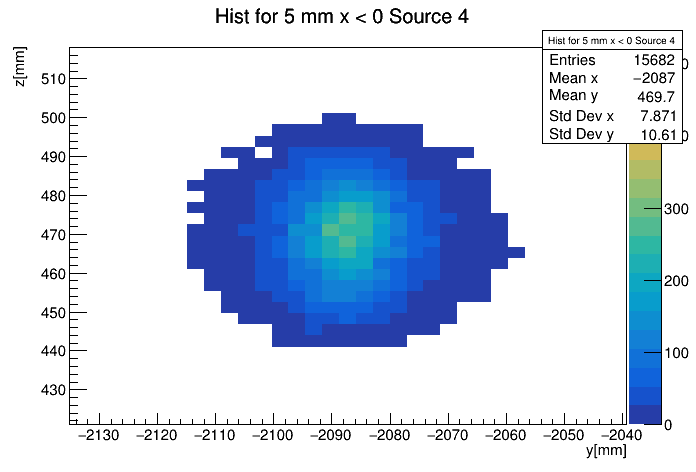 Hist for 5 mm x < 0 Source 4
Hist for 5 mm x < 0 Source 4
Entries 15682
Mean x −2087
Mean y 469.7
Std Dev x 7.871
Std Dev y 10.61
z[mm]
510
500
490
480
470
460
450
440
430
300
200
100
0
−2130 −2120 −2110 −2100 −2090 −2080 −2070 −2060 −2050 −2040
y[mm]